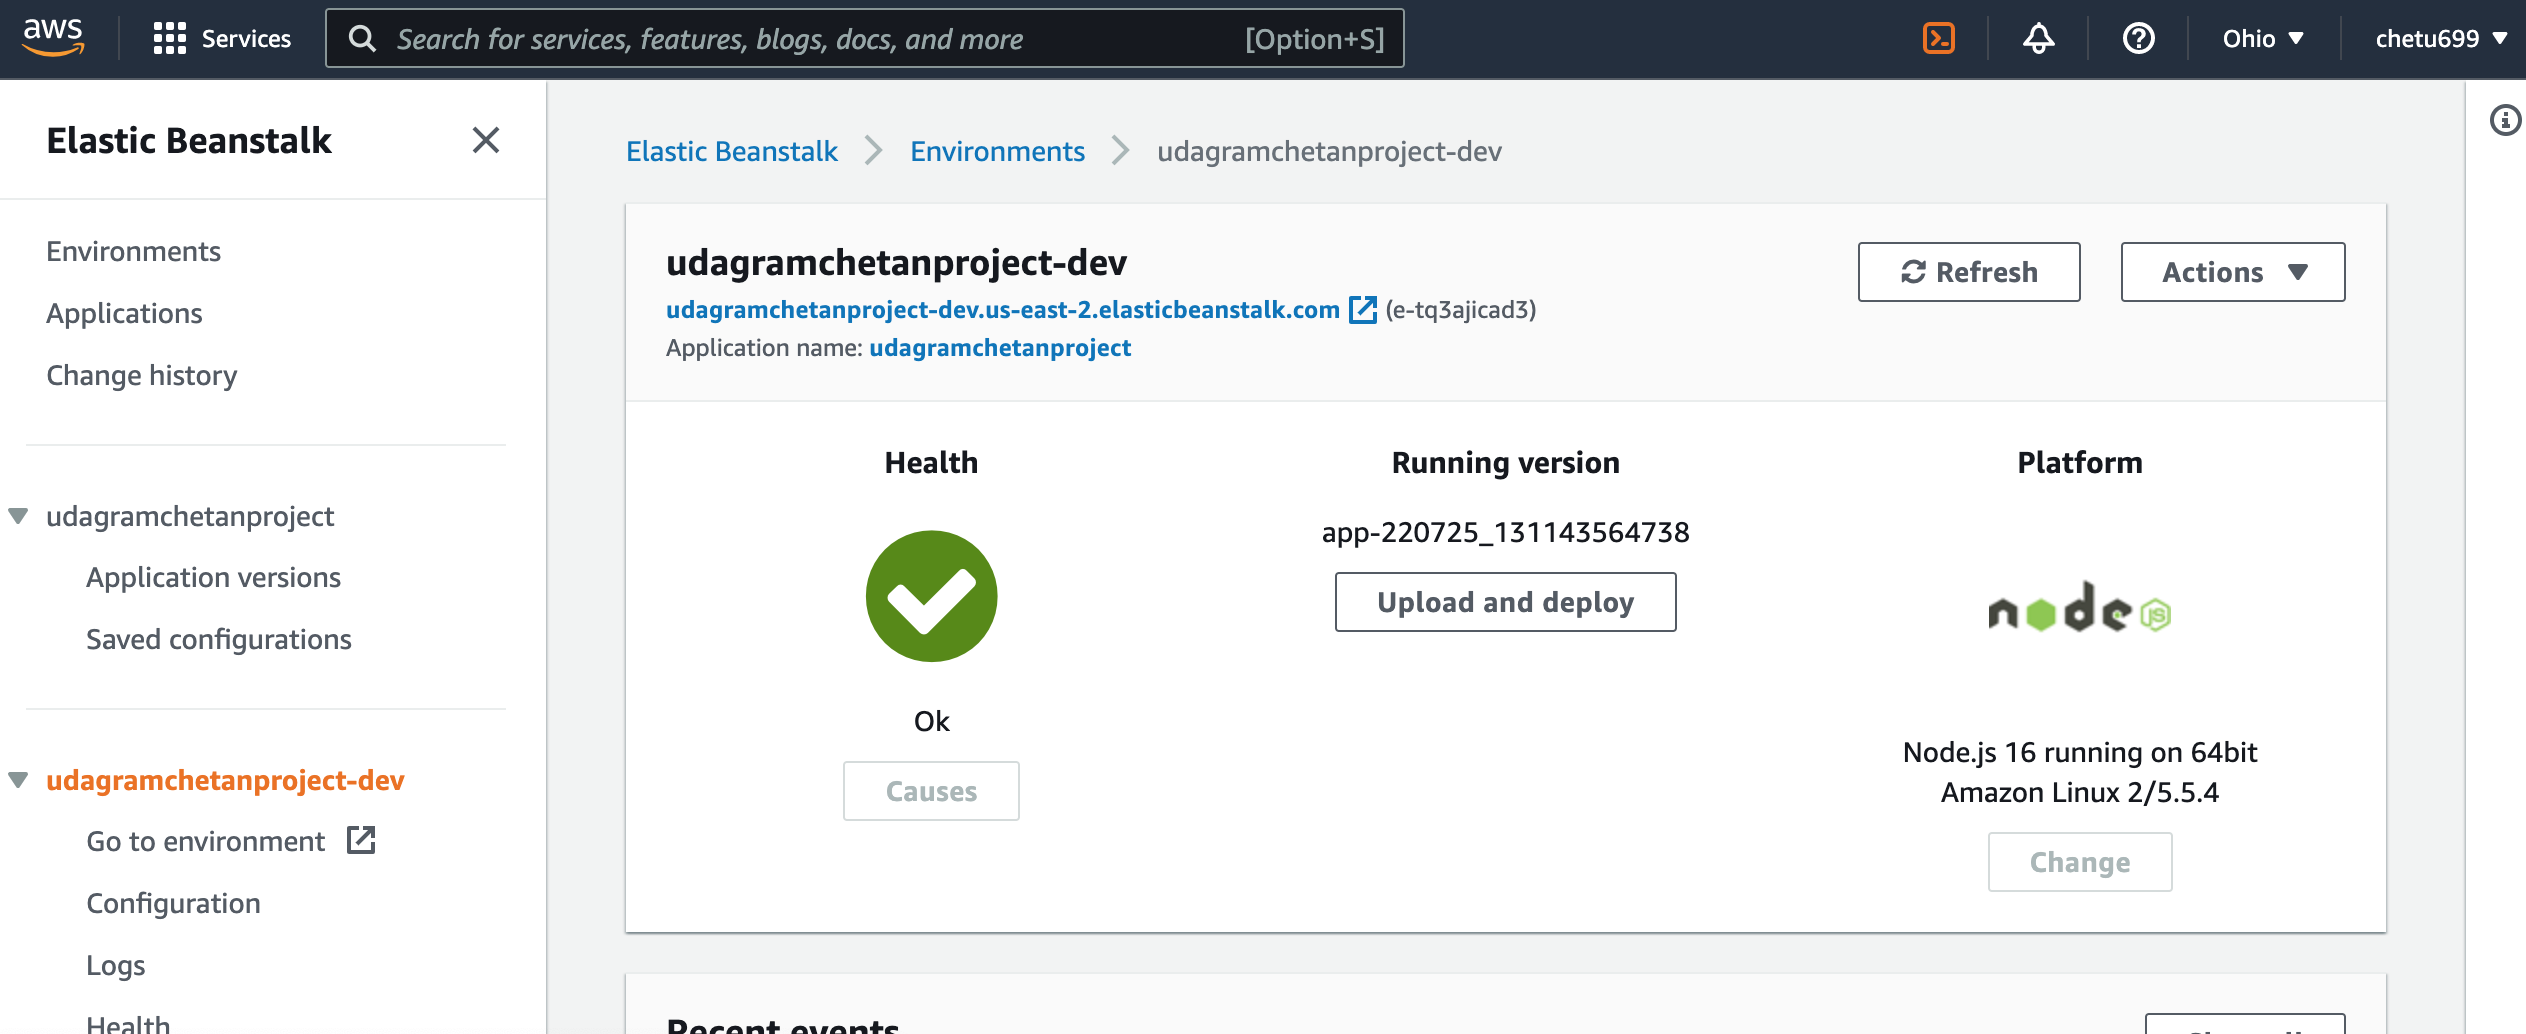 aws
Services
Search for services, features, blogs, docs, and more
[Option+S]
Ohio
chetu699
Elastic Beanstalk
Environments
Applications
Change history
udagramchetanproject
Application versions
Saved configurations
udagramchetanproject-dev
Go to environment
Configuration
Logs
Health
Elastic Beanstalk
Environments
udagramchetanproject-dev
udagramchetanproject-dev
udagramchetanproject-dev.us-east-2.elasticbeanstalk.com (e-tq3ajicad3)
Application name: udagramchetanproject
Refresh
Actions
Health
Ok
Causes
Running version
app-220725_131143564738
Upload and deploy
Platform
node JS
Node.js 16 running on 64bit
Amazon Linux 2/5.5.4
Change
Recent events